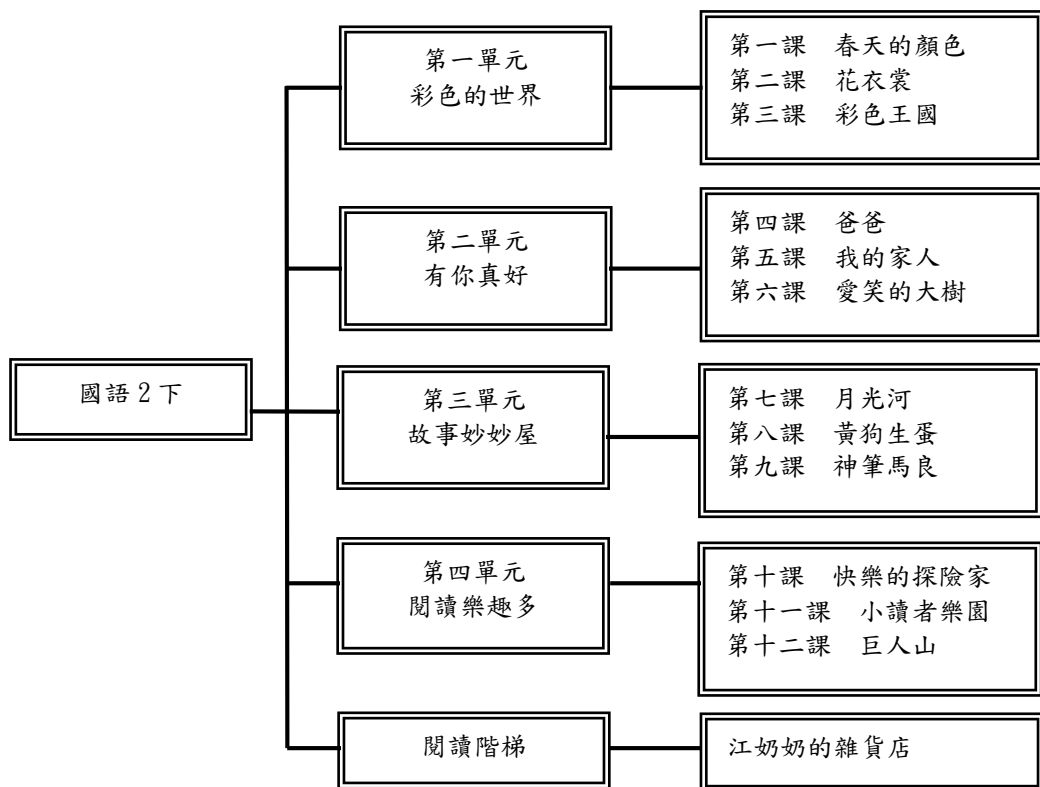 國語2下
第一單元
彩色的世界
第一課　春天的顏色
第二課　花衣裳
第三課　彩色王國
第二單元
有你真好
第四課　爸爸
第五課　我的家人
第六課　愛笑的大樹
第三單元
故事妙妙屋
第七課　月光河
第八課　黃狗生蛋
第九課　神筆馬良
第四單元
閱讀樂趣多
第十課　快樂的探險家
第十一課　小讀者樂園
第十二課　巨人山
閱讀階梯
江奶奶的雜貨店